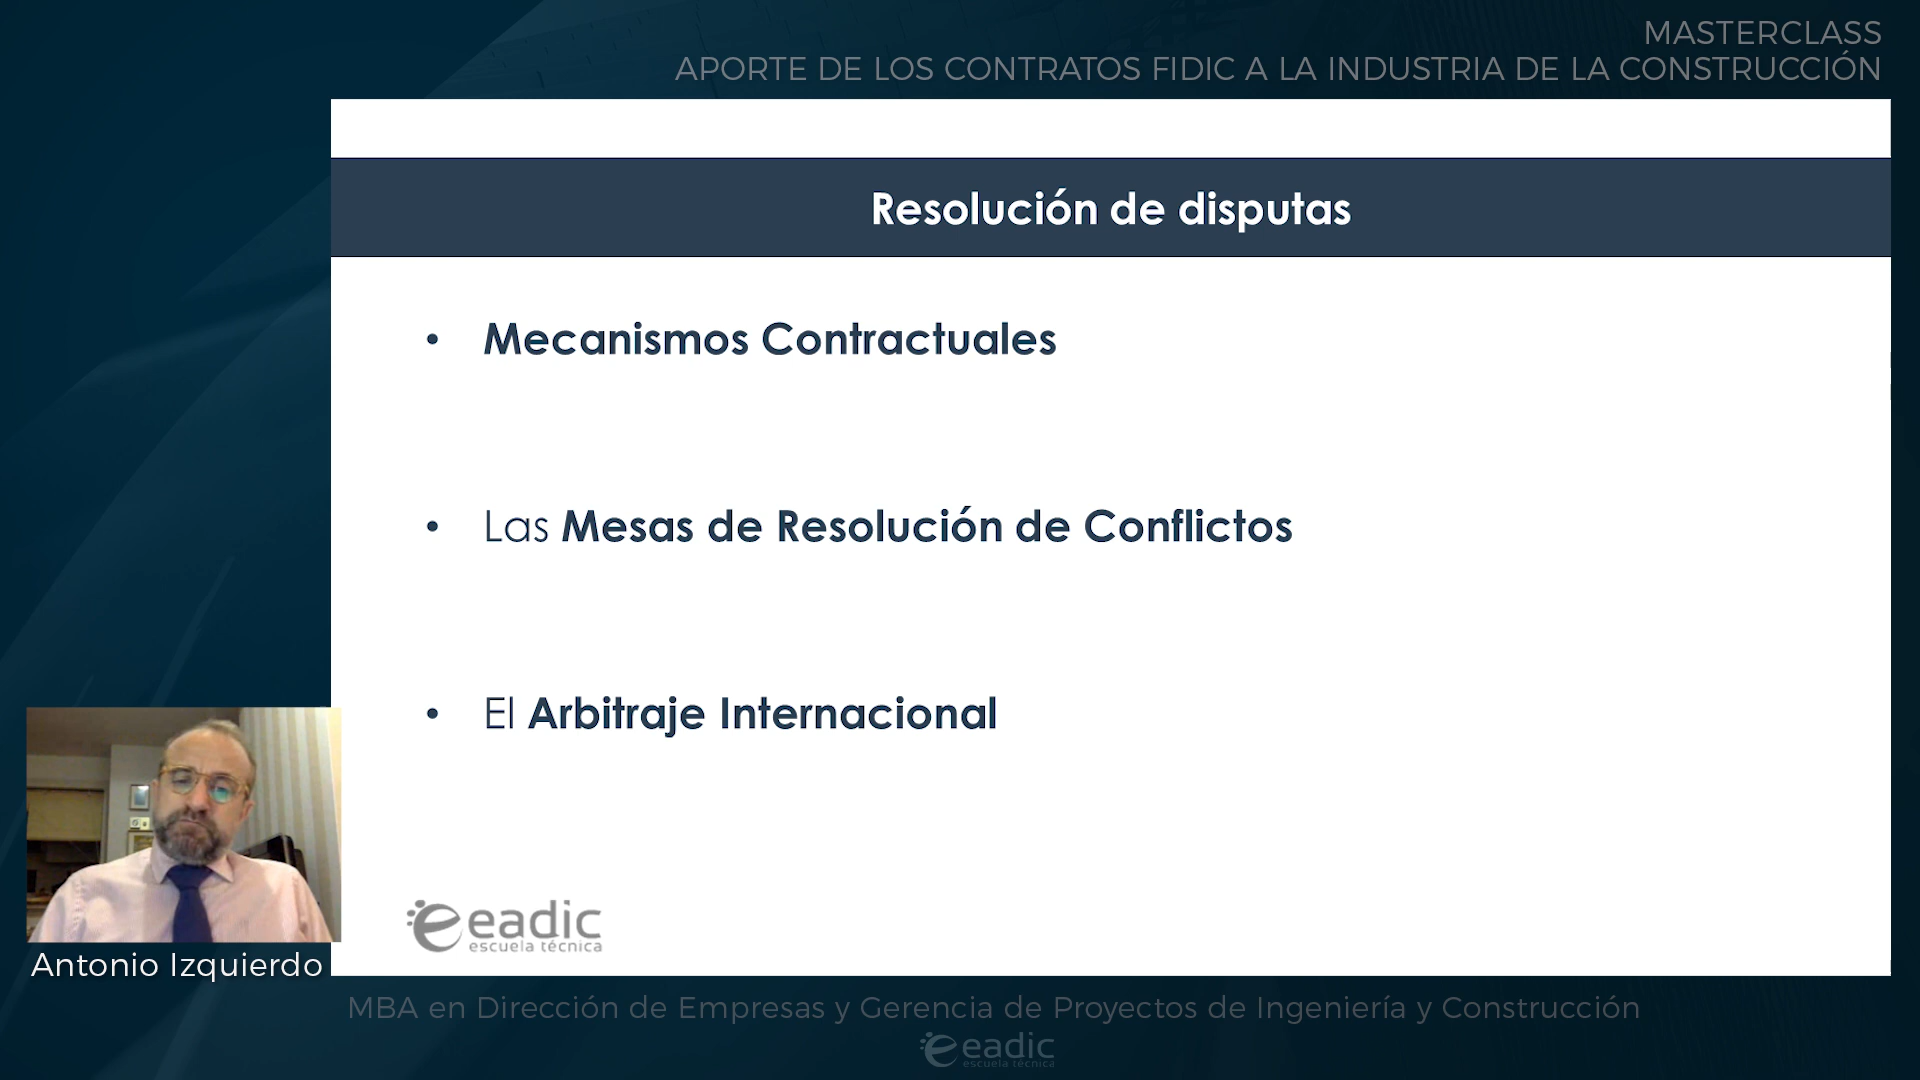 MASTERCLASS
APORTE DE LOS CONTRATOS FIDIC A LA INDUSTRIA DE LA CONSTRUCCIÓN
Resolución de disputas
• Mecanismos Contractuales
• Las Mesas de Resolución de Conflictos
• El Arbitraje Internacional
eadic
escuela técnica
Antonio Izquierdo
MBA en Dirección de Empresas y Gerencia de Proyectos de Ingeniería y Construcción
eadic
escuela técnica